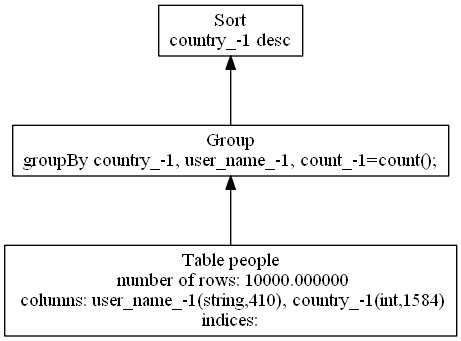 Sort
country_-1 desc
Group
groupBy country_-1, user_name_-1, count_-1=count();
Table people
number of rows: 10000.000000
columns: user_name_-1(string,410), country_-1(int,1584)
indices: